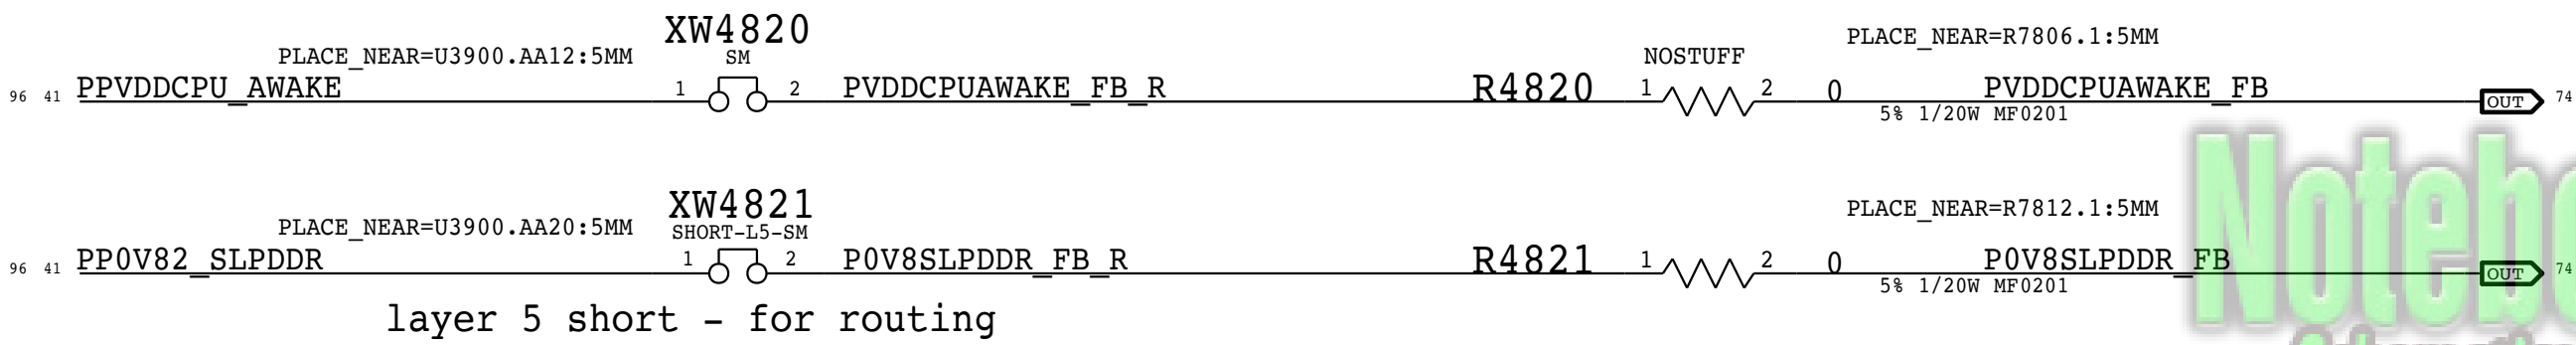 XW4820
PLACE_NEAR=U3900.AA12:5MM SM NOSTUFF PLACE_NEAR=R7806.1:5MM
96 41 PPVDDCPU_AWAKE 1 2 PVDDCPUAWAKE_FB_R R4820 1 2 0 PVDDCPUAWAKE_FB OUT 74
5% 1/20W MF0201
XW4821
PLACE_NEAR=U3900.AA20:5MM SHORT-L5-SM PLACE_NEAR=R7812.1:5MM
96 41 PP0V82_SLPDDR 1 2 P0V8SLPDDR_FB_R R4821 1 2 0 P0V8SLPDDR_FB OUT 74
5% 1/20W MF0201
layer 5 short - for routing